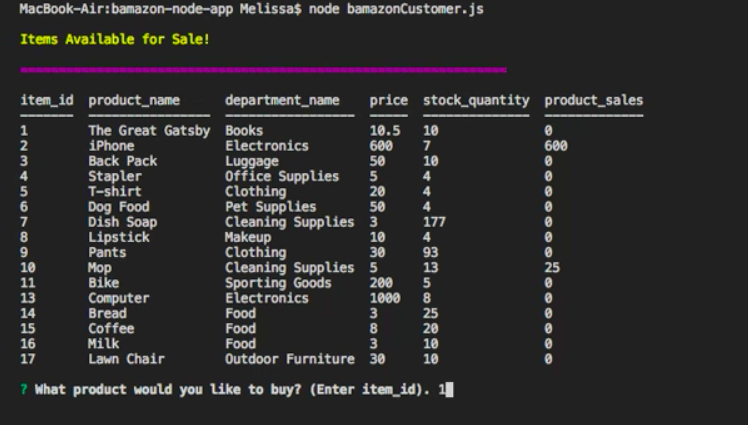 MacBook-Air:bamazon-node-app Melissa$ node bamazonCustomer.js
Items Available for Sale!
item_id product_name department_name price stock_quantity product_sales
1 The Great Gatsby Books 10.5 10 0
2 iPhone Electronics 600 7 600
3 Back Pack Luggage 50 10 0
4 Stapler Office Supplies 5 4 0
5 T-shirt Clothing 20 4 0
6 Dog Food Pet Supplies 50 4 0
7 Dish Soap Cleaning Supplies 3 177 0
8 Lipstick Makeup 10 4 0
9 Pants Clothing 30 93 0
10 Mop Cleaning Supplies 5 13 25
11 Bike Sporting Goods 200 5 0
13 Computer Electronics 1000 8 0
14 Bread Food 3 25 0
15 Coffee Food 8 20 0
16 Milk Food 3 10 0
17 Lawn Chair Outdoor Furniture 30 10 0
? What product would you like to buy? (Enter item_id). 1